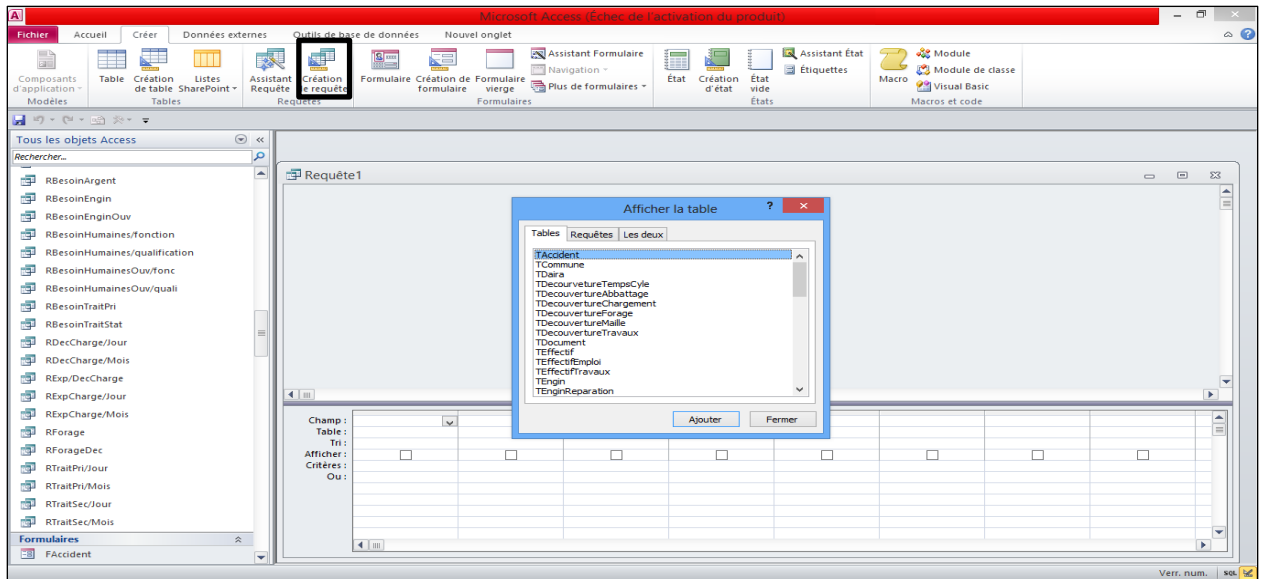 A
Microsoft Access (Échec de l'activation du produit)
Fichier Accueil Créer Données externes Outils de base de données Nouvel onglet
Composants d'application
Table
Création de table
Listes SharePoint
Assistant Requête
Création de requête
Formulaire
Création de formulaire
Formulaire vierge
Assistant Formulaire
Navigation
Plus de formulaires
État
Création d'état
État vide
Assistant État
Étiquettes
Macro
Module
Module de classe
Visual Basic
Modèles Tables Requêtes Formulaires États Macros et code
Tous les objets Access
Rechercher...
RBesoinArgent
RBesoinEngin
RBesoinEnginOuv
RBesoinHumaines/fonction
RBesoinHumaines/qualification
RBesoinHumainesOuv/fonc
RBesoinHumainesOuv/quali
RBesoinTraitPri
RBesoinTraitStat
RDecCharge/Jour
RDecCharge/Mois
RExp/DecCharge
RExpCharge/Jour
RExpCharge/Mois
RForage
RForageDec
RTraitPri/Jour
RTraitPri/Mois
RTraitSec/Jour
RTraitSec/Mois
Formulaires
FAccident
Requête1
Afficher la table ?
Tables Requêtes Les deux
TAccident
TCommune
TDaira
TDecourvetureTempsCyle
TDecouvertureAbbattage
TDecouvertureChargement
TDecouvertureForage
TDecouvertureMaille
TDecouvertureTravaux
TDocument
TEffectif
TEffectifEmploi
TEffectifTravaux
TEngin
TEnginReparation
Ajouter Fermer
Champ :
Table :
Tri :
Afficher :
Critères :
Ou :
Verr. num. SQL